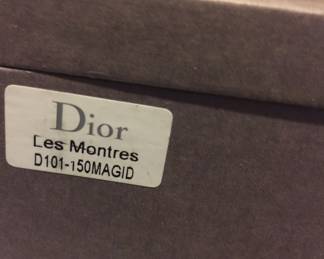 Dior
Les Montres
D101-150MAGID